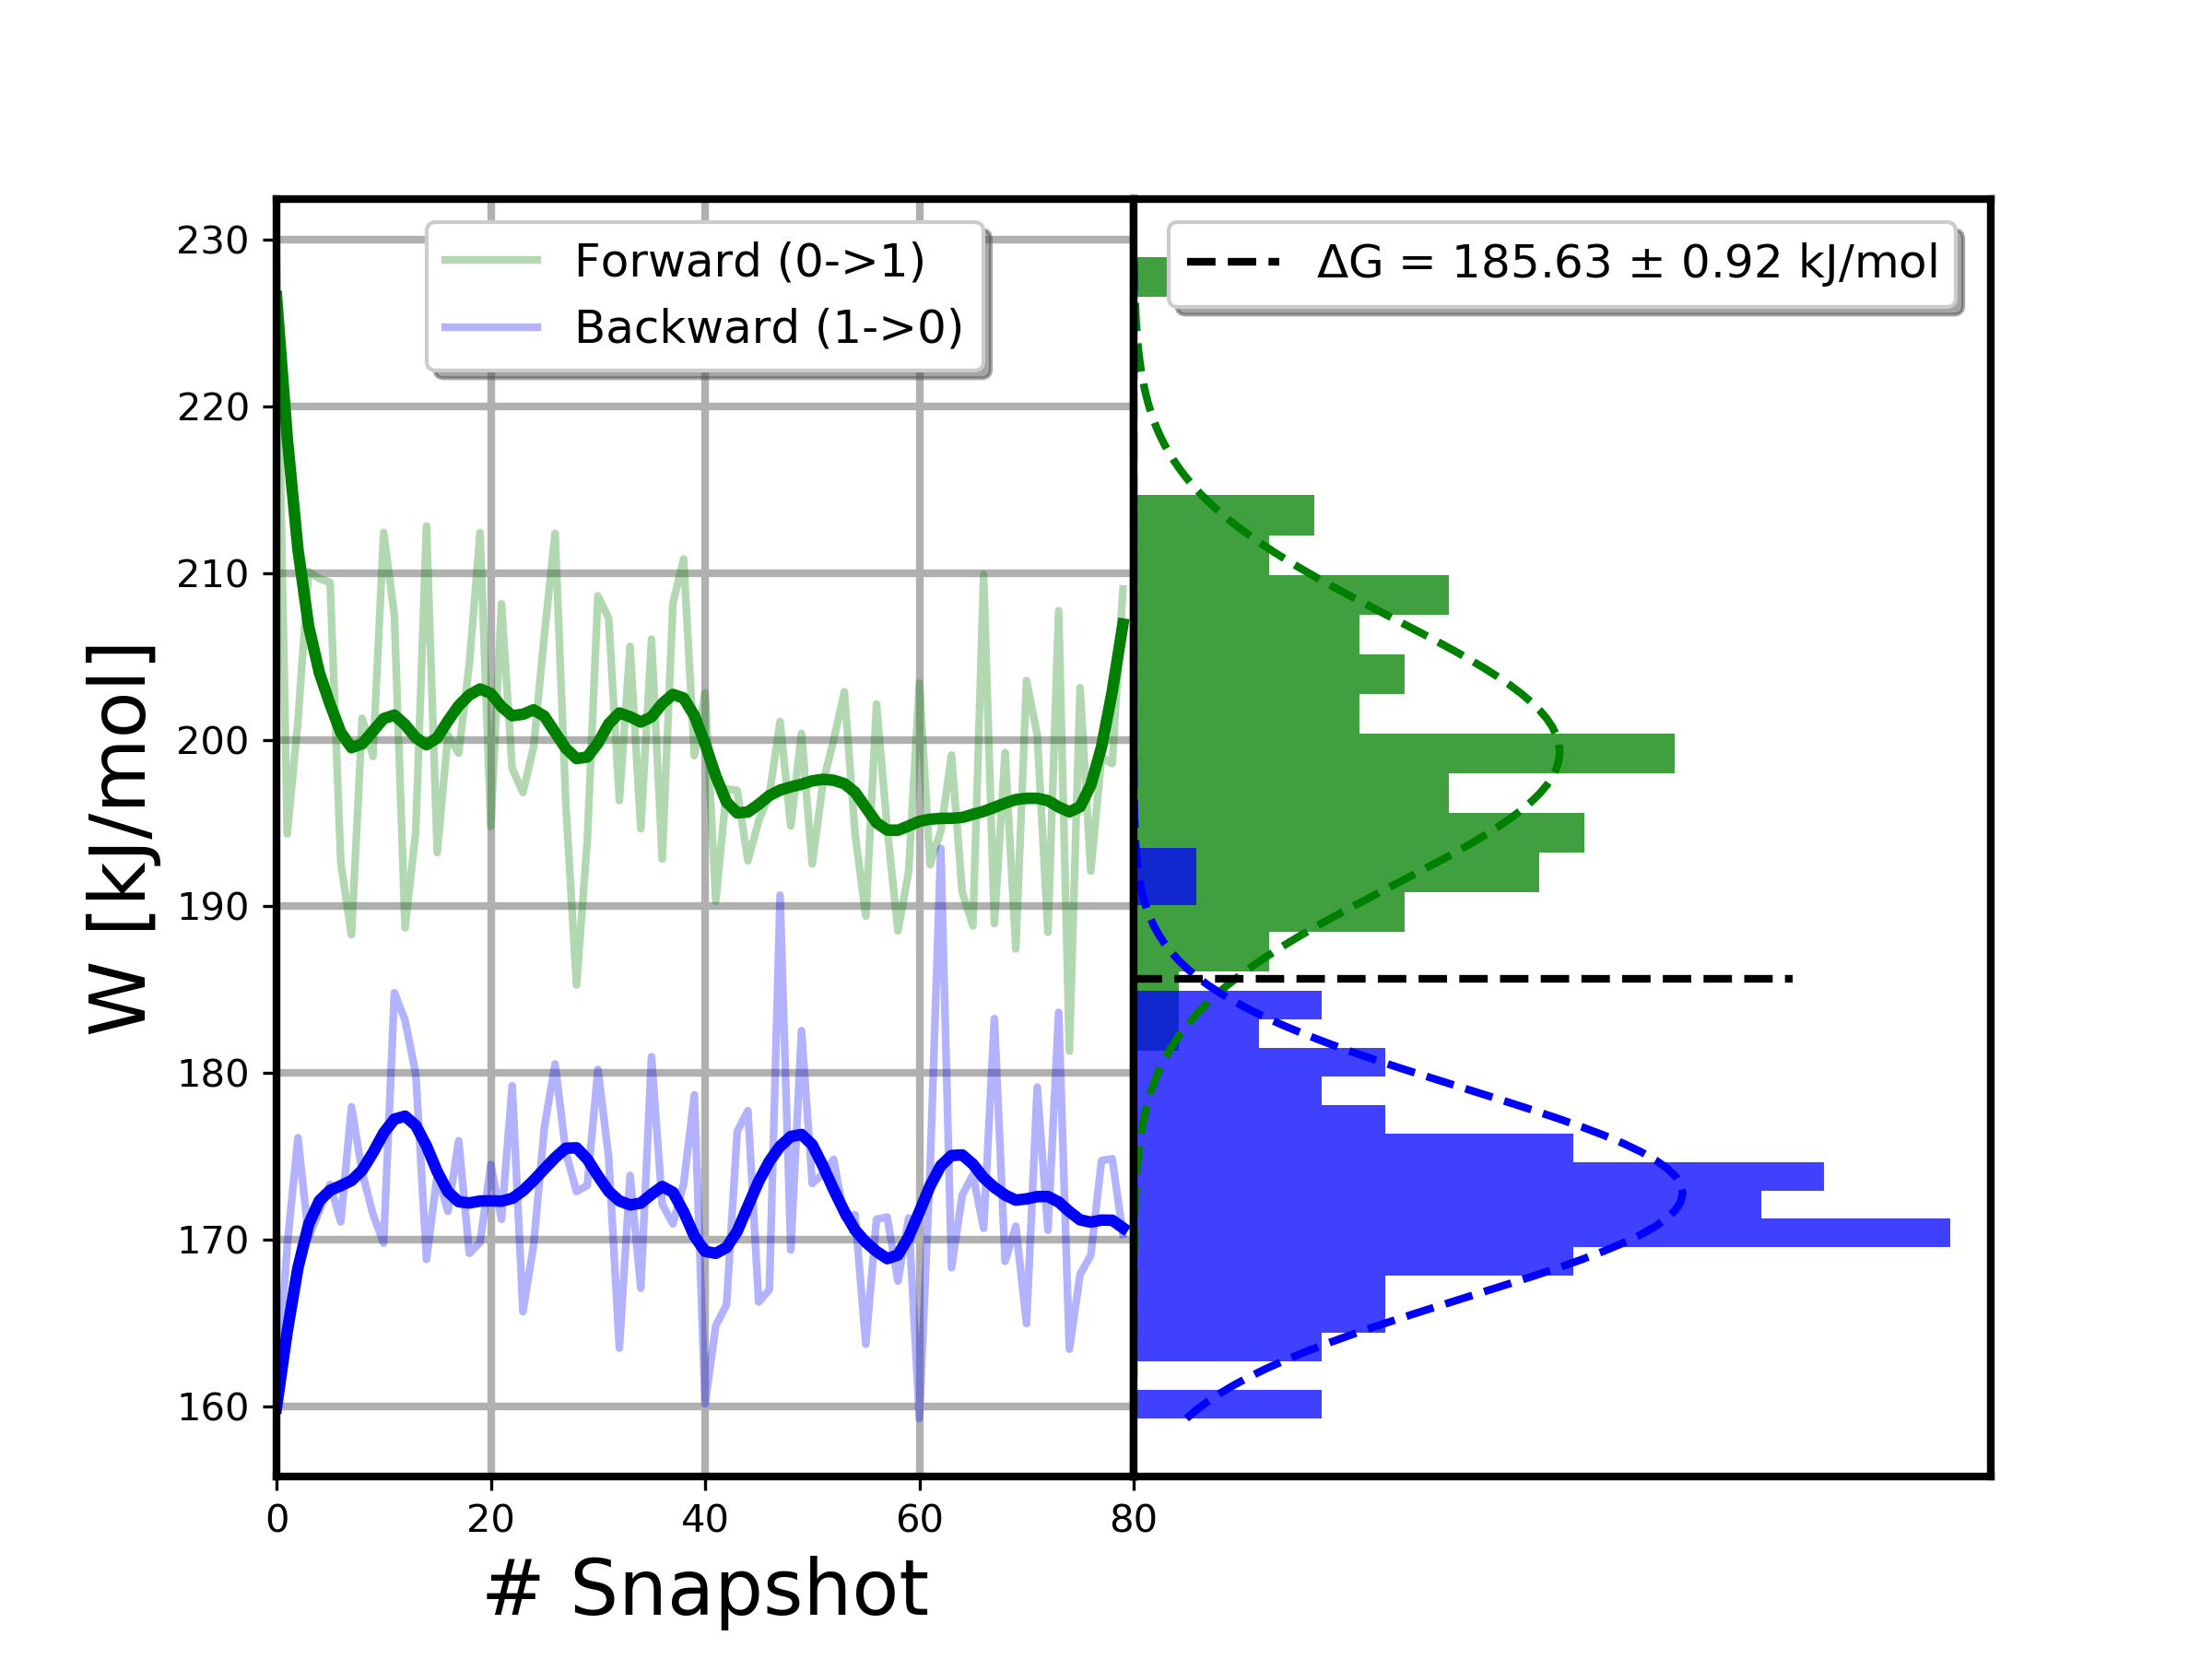 Forward (0->1)
Backward (1->0)
ΔG = 185.63 ± 0.92 kJ/mol
W [kJ/mol]
230
220
210
200
190
180
170
160
0 20 40 60 80
# Snapshot